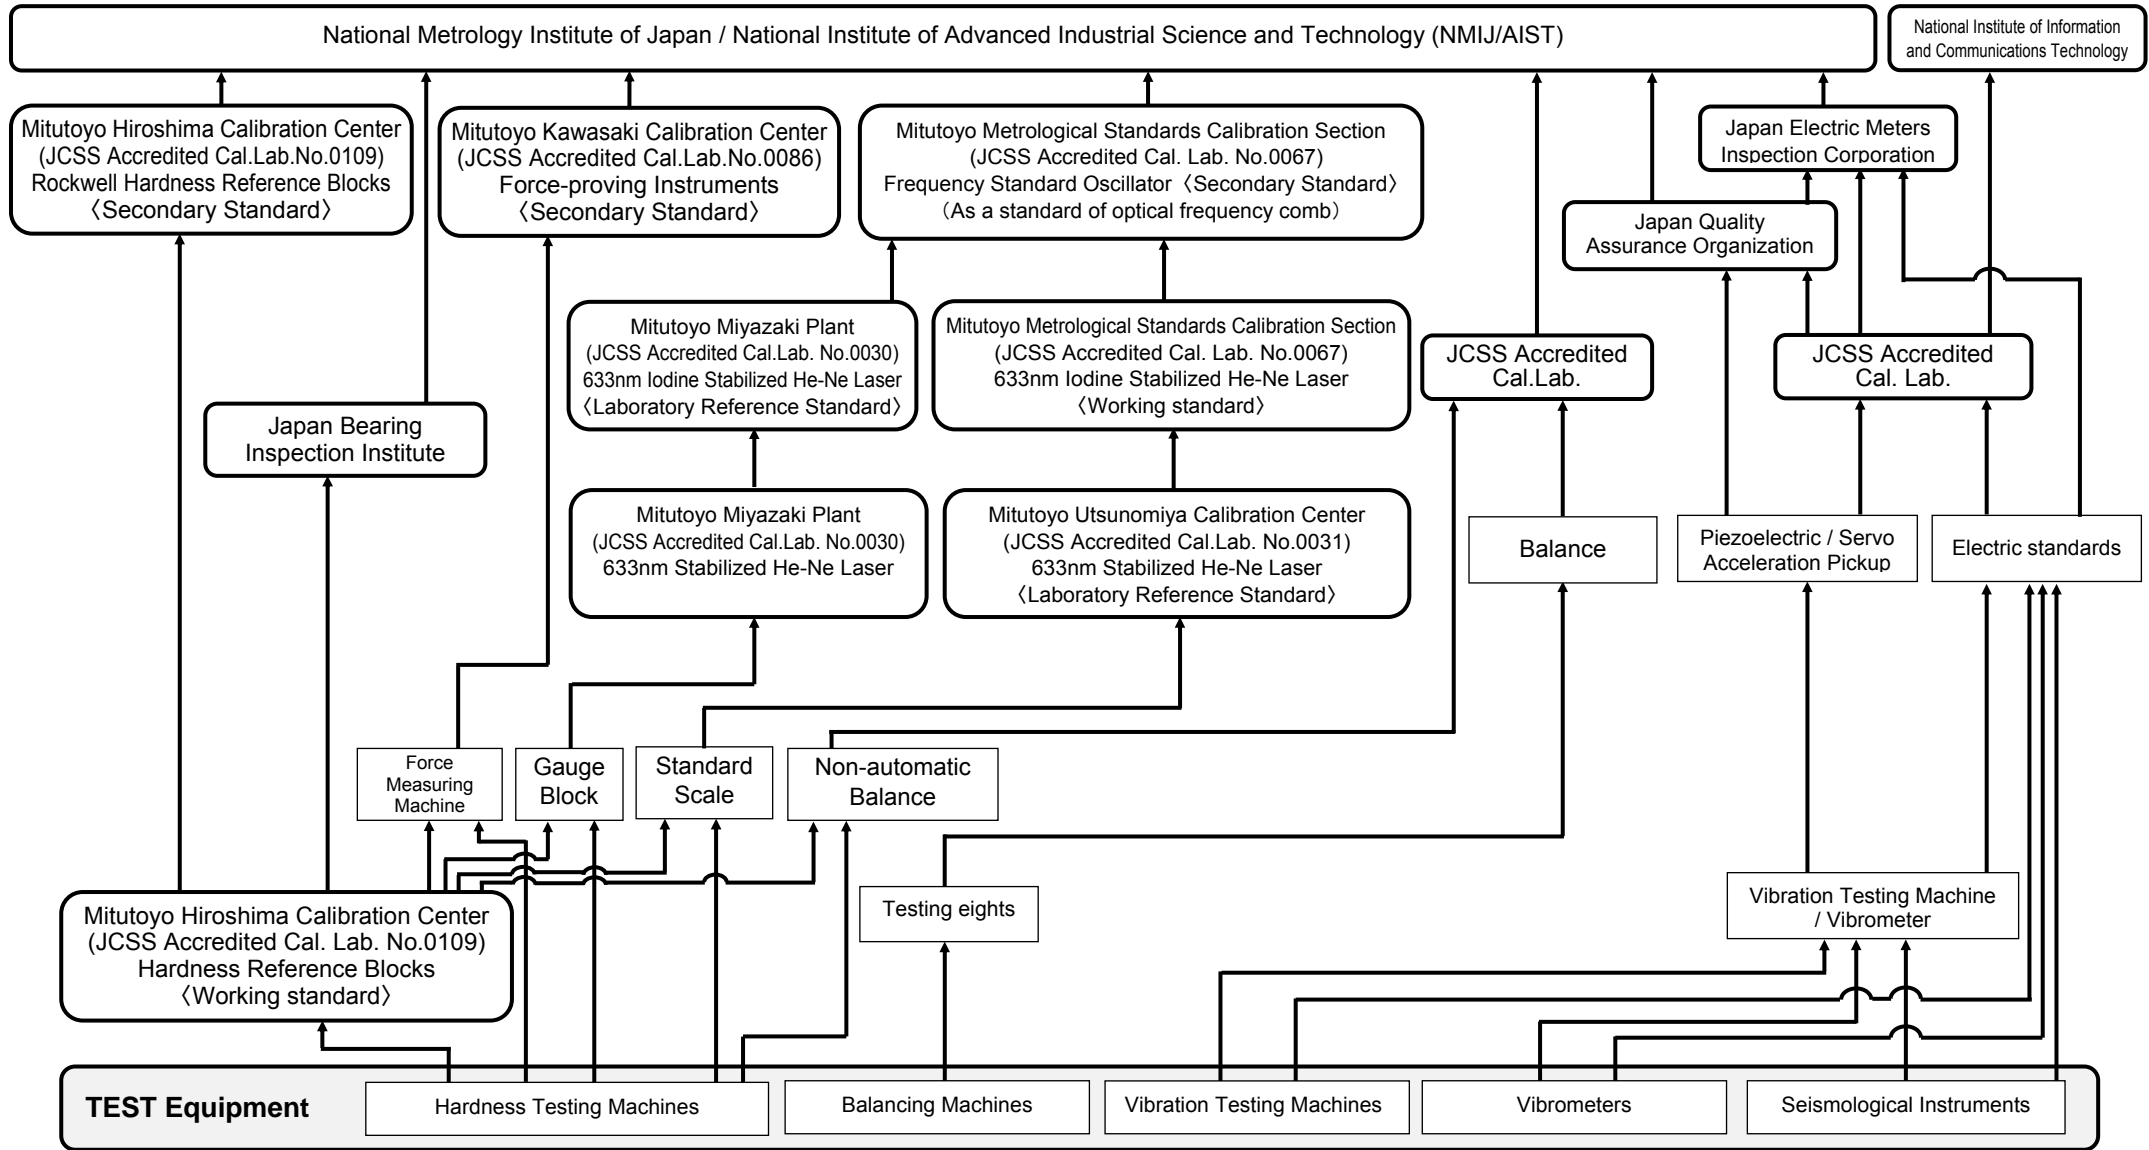 National Metrology Institute of Japan / National Institute of Advanced Industrial Science and Technology (NMIJ/AIST)
National Institute of Information
and Communications Technology
Mitutoyo Hiroshima Calibration Center
(JCSS Accredited Cal.Lab.No.0109)
Rockwell Hardness Reference Blocks
〈Secondary Standard〉
Mitutoyo Kawasaki Calibration Center
(JCSS Accredited Cal.Lab.No.0086)
Force-proving Instruments
〈Secondary Standard〉
Mitutoyo Metrological Standards Calibration Section
(JCSS Accredited Cal. Lab. No.0067)
Frequency Standard Oscillator〈Secondary Standard〉
（As a standard of optical frequency comb）
Japan Electric Meters
Inspection Corporation
Japan Quality
Assurance Organization
Mitutoyo Miyazaki Plant
(JCSS Accredited Cal.Lab. No.0030)
633nm Iodine Stabilized He-Ne Laser
〈Laboratory Reference Standard〉
Mitutoyo Metrological Standards Calibration Section
(JCSS Accredited Cal. Lab. No.0067)
633nm Iodine Stabilized He-Ne Laser
〈Working standard〉
JCSS Accredited
Cal.Lab.
JCSS Accredited
Cal. Lab.
Japan Bearing
Inspection Institute
Mitutoyo Miyazaki Plant
(JCSS Accredited Cal.Lab. No.0030)
633nm Stabilized He-Ne Laser
Mitutoyo Utsunomiya Calibration Center
(JCSS Accredited Cal.Lab. No.0031)
633nm Stabilized He-Ne Laser
〈Laboratory Reference Standard〉
Balance
Piezoelectric / Servo
Acceleration Pickup
Electric standards
Force
Measuring
Machine
Gauge
Block
Standard
Scale
Non-automatic
Balance
Mitutoyo Hiroshima Calibration Center
(JCSS Accredited Cal. Lab. No.0109)
Hardness Reference Blocks
〈Working standard〉
Testing eights
Vibration Testing Machine
/ Vibrometer
TEST Equipment
Hardness Testing Machines
Balancing Machines
Vibration Testing Machines
Vibrometers
Seismological Instruments